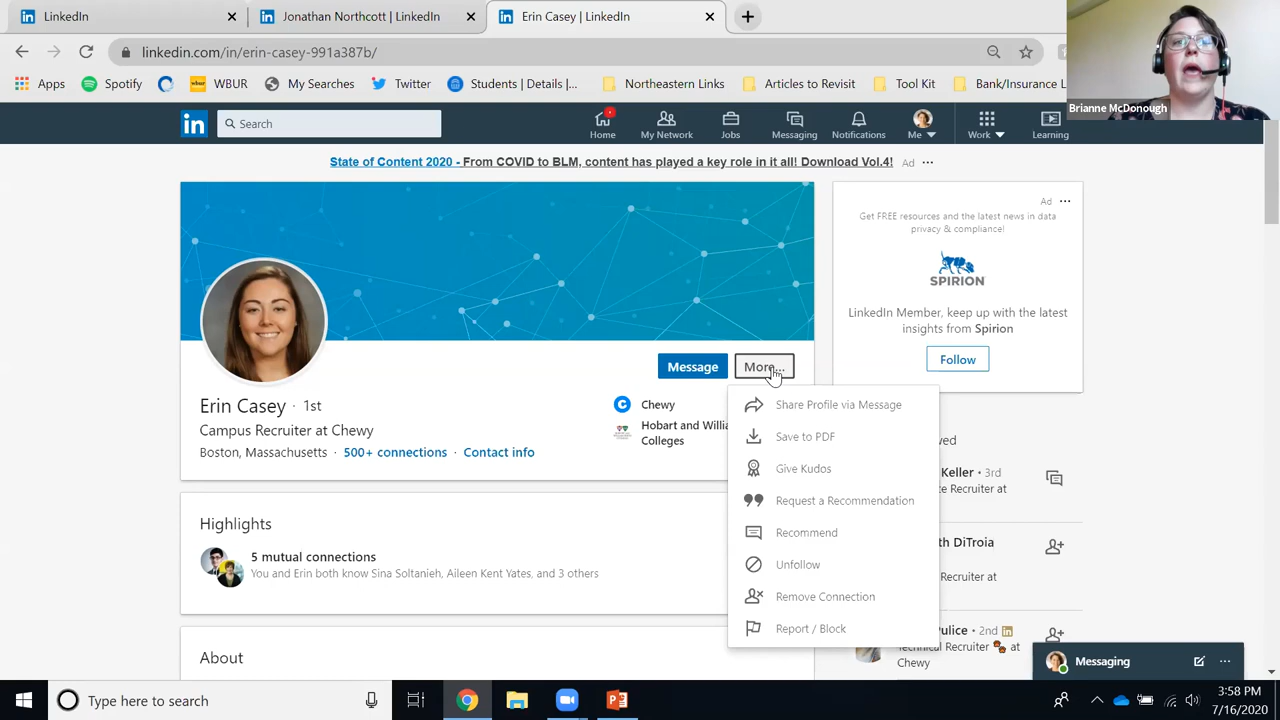 LinkedIn
Jonathan Northcott | LinkedIn
Erin Casey | LinkedIn
linkedin.com/in/erin-casey-991a387b/
Apps
Spotify
WBUR
My Searches
Twitter
Students | Details |...
Northeastern Links
Articles to Revisit
Tool Kit
Bank/Insurance L
Brianne McDonough
in
Search
Home
My Network
Jobs
Messaging
Notifications
Me
Work
Learning
State of Content 2020 - From COVID to BLM, content has played a key role in it all! Download Vol.4! Ad ...
Ad ...
Get FREE resources and the latest news in data
privacy & compliance!
SPIRION
LinkedIn Member, keep up with the latest
insights from Spirion
Follow
Message
More...
Erin Casey · 1st
Campus Recruiter at Chewy
Boston, Massachusetts · 500+ connections · Contact info
Chewy
Hobart and Willia
Colleges
Share Profile via Message
Save to PDF
Give Kudos
Request a Recommendation
Recommend
Unfollow
Remove Connection
Report / Block
Highlights
5 mutual connections
You and Erin both know Sina Soltanieh, Aileen Kent Yates, and 3 others
About
wed
Keller • 3rd
te Recruiter at
th DiTroia
Recruiter at
Pulice • 2nd in
Technical Recruiter at
Chewy
Messaging
...
Type here to search
3:58 PM
7/16/2020